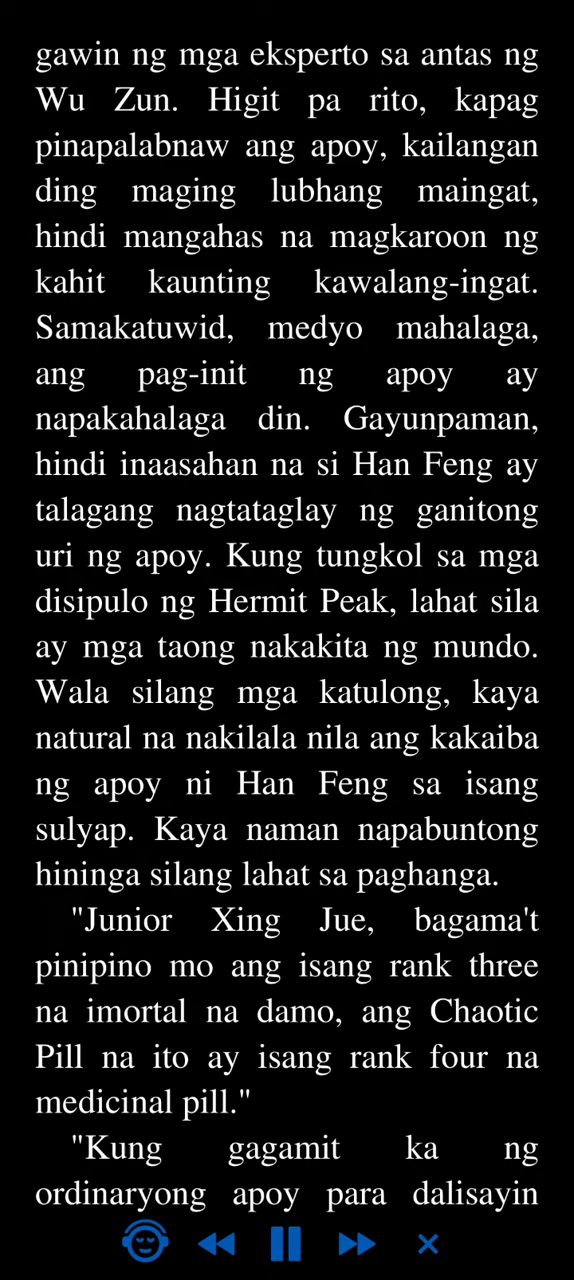 gawin ng mga eksperto sa antas ng
Wu Zun. Higit pa rito, kapag
pinapalabnaw ang apoy, kailangan
ding maging lubhang maingat,
hindi mangahas na magkaroon ng
kahit kaunting kawalang-ingat.
Samakatuwid, medyo mahalaga,
ang pag-init ng apoy ay
napakahalaga din. Gayunpaman,
hindi inaasahan na si Han Feng ay
talagang nagtataglay ng ganitong
uri ng apoy. Kung tungkol sa mga
disipulo ng Hermit Peak, lahat sila
ay mga taong nakakita ng mundo.
Wala silang mga katulong, kaya
natural na nakilala nila ang kakaiba
ng apoy ni Han Feng sa isang
sulyap. Kaya naman napabuntong
hininga silang lahat sa paghanga.
"Junior Xing Jue, bagama't
pinipino mo ang isang rank three
na imortal na damo, ang Chaotic
Pill na ito ay isang rank four na
medicinal pill."
"Kung gagamit ka ng
ordinaryong apoy para dalisayin